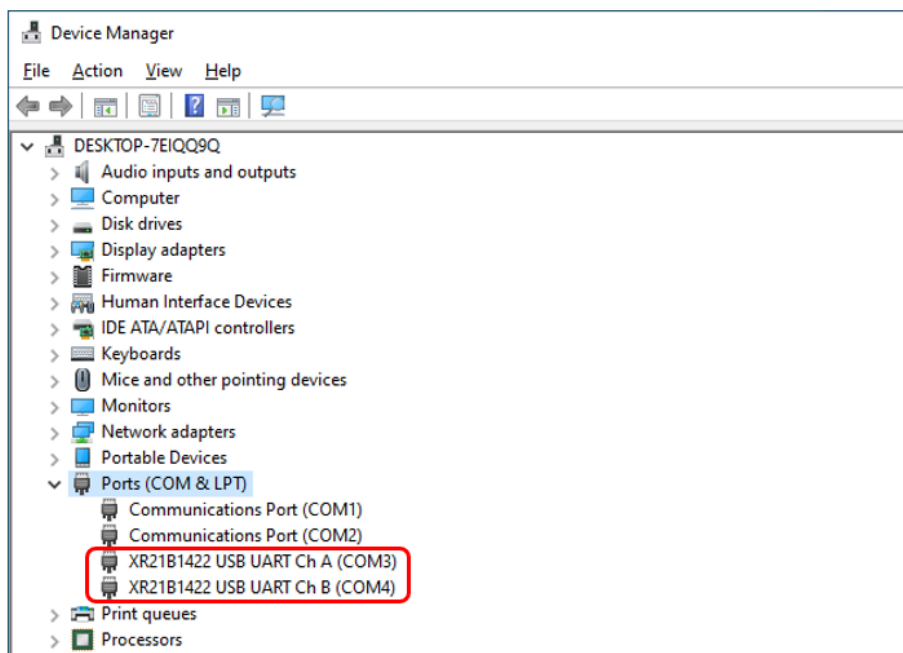 Device Manager
File Action View Help
DESKTOP-7EIQQ9Q
Audio inputs and outputs
Computer
Disk drives
Display adapters
Firmware
Human Interface Devices
IDE ATA/ATAPI controllers
Keyboards
Mice and other pointing devices
Monitors
Network adapters
Portable Devices
Ports (COM & LPT)
Communications Port (COM1)
Communications Port (COM2)
XR21B1422 USB UART Ch A (COM3)
XR21B1422 USB UART Ch B (COM4)
Print queues
Processors